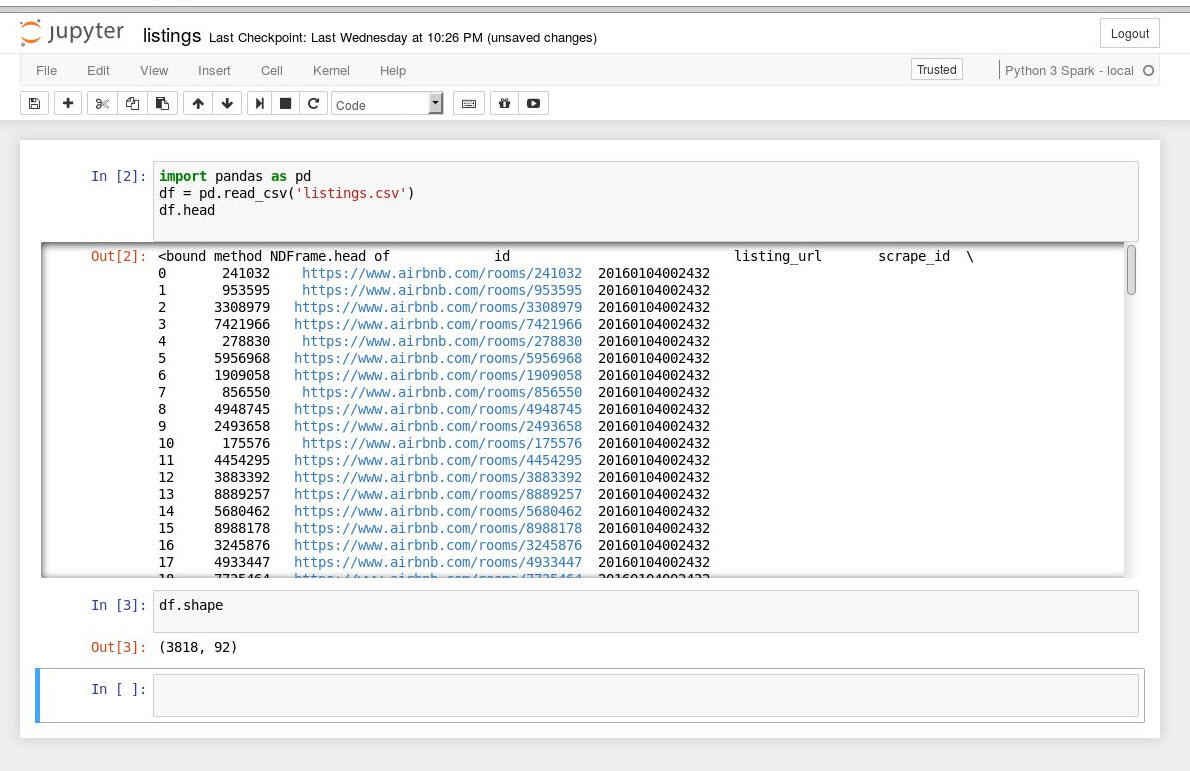 jupyter listings Last Checkpoint: Last Wednesday at 10:26 PM (unsaved changes) Logout
File Edit View Insert Cell Kernel Help Trusted Python 3 Spark - local
Code
In [2]: import pandas as pd
df = pd.read_csv('listings.csv')
df.head
Out[2]: <bound method NDFrame.head of id listing_url scrape_id \
0 241032 https://www.airbnb.com/rooms/241032 20160104002432
1 953595 https://www.airbnb.com/rooms/953595 20160104002432
2 3308979 https://www.airbnb.com/rooms/3308979 20160104002432
3 7421966 https://www.airbnb.com/rooms/7421966 20160104002432
4 278830 https://www.airbnb.com/rooms/278830 20160104002432
5 5956968 https://www.airbnb.com/rooms/5956968 20160104002432
6 1909058 https://www.airbnb.com/rooms/1909058 20160104002432
7 856550 https://www.airbnb.com/rooms/856550 20160104002432
8 4948745 https://www.airbnb.com/rooms/4948745 20160104002432
9 2493658 https://www.airbnb.com/rooms/2493658 20160104002432
10 175576 https://www.airbnb.com/rooms/175576 20160104002432
11 4454295 https://www.airbnb.com/rooms/4454295 20160104002432
12 3883392 https://www.airbnb.com/rooms/3883392 20160104002432
13 8889257 https://www.airbnb.com/rooms/8889257 20160104002432
14 5680462 https://www.airbnb.com/rooms/5680462 20160104002432
15 8988178 https://www.airbnb.com/rooms/8988178 20160104002432
16 3245876 https://www.airbnb.com/rooms/3245876 20160104002432
17 4933447 https://www.airbnb.com/rooms/4933447 20160104002432
In [3]: df.shape
Out[3]: (3818, 92)
In [ ]: